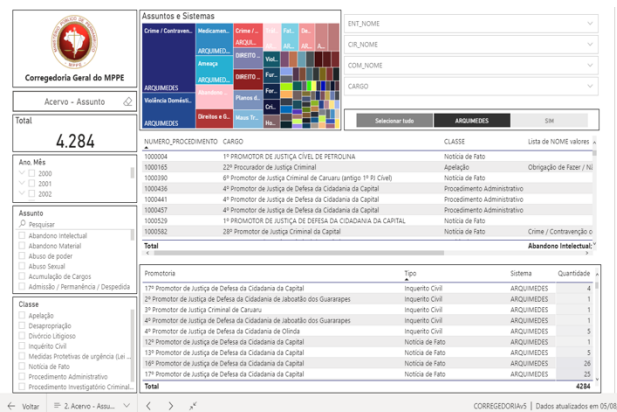 Corregedoria Geral do MPPE
Acervo - Assunto
Total
4.284
Ano, Mês
2000
2001
2002
Assunto
Pesquisar
Abandono Intelectual
Abandono Material
Abuso de poder
Abuso Sexual
Acumulação de Cargos
Admissão / Permanência / Despedida
Classe
Apelação
Desapropriação
Divórcio Litigioso
Inquérito Civil
Medidas Protetivas de urgência (Lei ...
Notícia de Fato
Procedimento Administrativo
Procedimento Investigatório Criminal...
Assuntos e Sistemas
Crime / Contraven...
ARQUIMEDES
Violência Domésti...
ARQUIMEDES
Medicamen...
ARQUIMED...
Ameaça
ARQUIMED...
Direitos e G...
Crime / ...
ARQUI...
DIREITO ...
DIREITO ...
Planos d...
Maus Tr...
Viol...
Fur...
For...
Cri...
Ho...
ENT_NOME
CIR_NOME
COM_NOME
CARGO
Selecionar tudo
ARQUIMEDES
SIM
NUMERO_PROCEDIMENTO CARGO CLASSE Lista de NOME valores
1000004 1º PROMOTOR DE JUSTIÇA CÍVEL DE PETROLINA Notícia de Fato
1000165 22º Procurador de Justiça Criminal Apelação Obrigação de Fazer / Nã
1000390 6º Promotor de Justiça Criminal de Caruaru (antigo 1º PJ Cível) Notícia de Fato
1000436 4º Promotor de Justiça de Defesa da Cidadania da Capital Procedimento Administrativo
1000441 4º Promotor de Justiça de Defesa da Cidadania da Capital Procedimento Administrativo
1000457 4º Promotor de Justiça de Defesa da Cidadania da Capital Procedimento Administrativo
1000529 1º PROMOTOR DE JUSTIÇA DE DEFESA DA CIDADANIA DA CAPITAL Notícia de Fato
1000582 28º Promotor de Justiça Criminal da Capital Notícia de Fato Crime / Contravenção o
Total Abandono Intelectual;
Promotoria Tipo Sistema Quantidade
17º Promotor de Justiça de Defesa da Cidadania da Capital Inquerito Civil ARQUIMEDES 4
2º Promotor de Justiça de Defesa da Cidadania de Jaboatão dos Guararapes Inquerito Civil ARQUIMEDES 1
3º Promotor de Justiça Criminal de Caruaru Inquerito Civil ARQUIMEDES 1
4º Promotor de Justiça de Defesa da Cidadania de Jaboatão dos Guararapes Inquerito Civil ARQUIMEDES 1
4º Promotor de Justiça de Defesa da Cidadania de Olinda Inquerito Civil ARQUIMEDES 5
12º Promotor de Justiça de Defesa da Cidadania da Capital Notícia de Fato ARQUIMEDES 1
13º Promotor de Justiça de Defesa da Cidadania da Capital Notícia de Fato ARQUIMEDES 5
16º Promotor de Justiça de Defesa da Cidadania da Capital Notícia de Fato ARQUIMEDES 26
17º Promotor de Justiça de Defesa da Cidadania da Capital Notícia de Fato ARQUIMEDES 25
Total 4284
Voltar
2. Acervo - Assu...
CORREGEDORIAv5 | Dados atualizados em 05/08